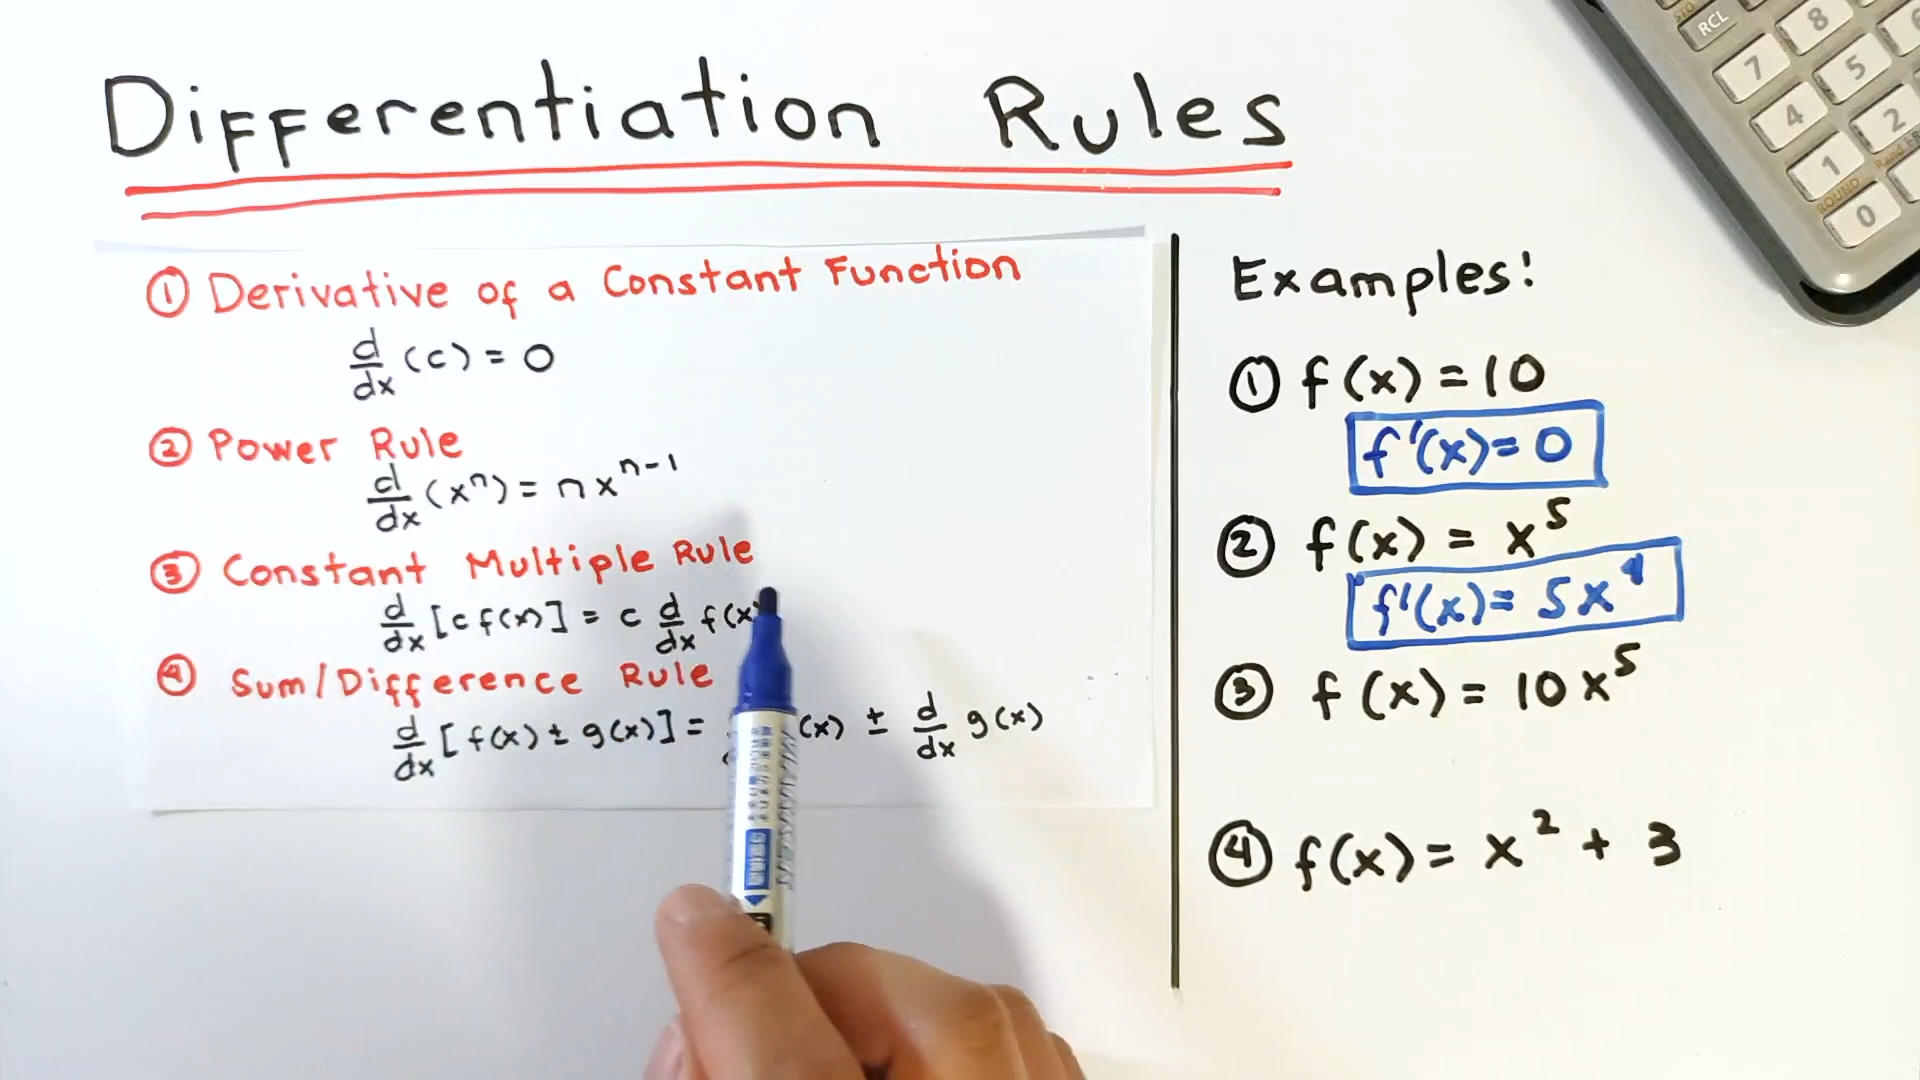 Differentiation Rules
① Derivative of a Constant Function
d/dx (c) = 0
② Power Rule
d/dx (xⁿ) = n xⁿ⁻¹
③ Constant Multiple Rule
d/dx [c f(x)] = c d/dx f(x)
④ Sum/Difference Rule
d/dx [f(x) ± g(x)] = (x) ± d/dx g(x)
Examples:
① f(x) = 10
f'(x) = 0
② f(x) = x⁵
f'(x) = 5x⁴
③ f(x) = 10x⁵
④ f(x) = x² + 3
RCL
8
7
5
4
2
1
ROUND
0